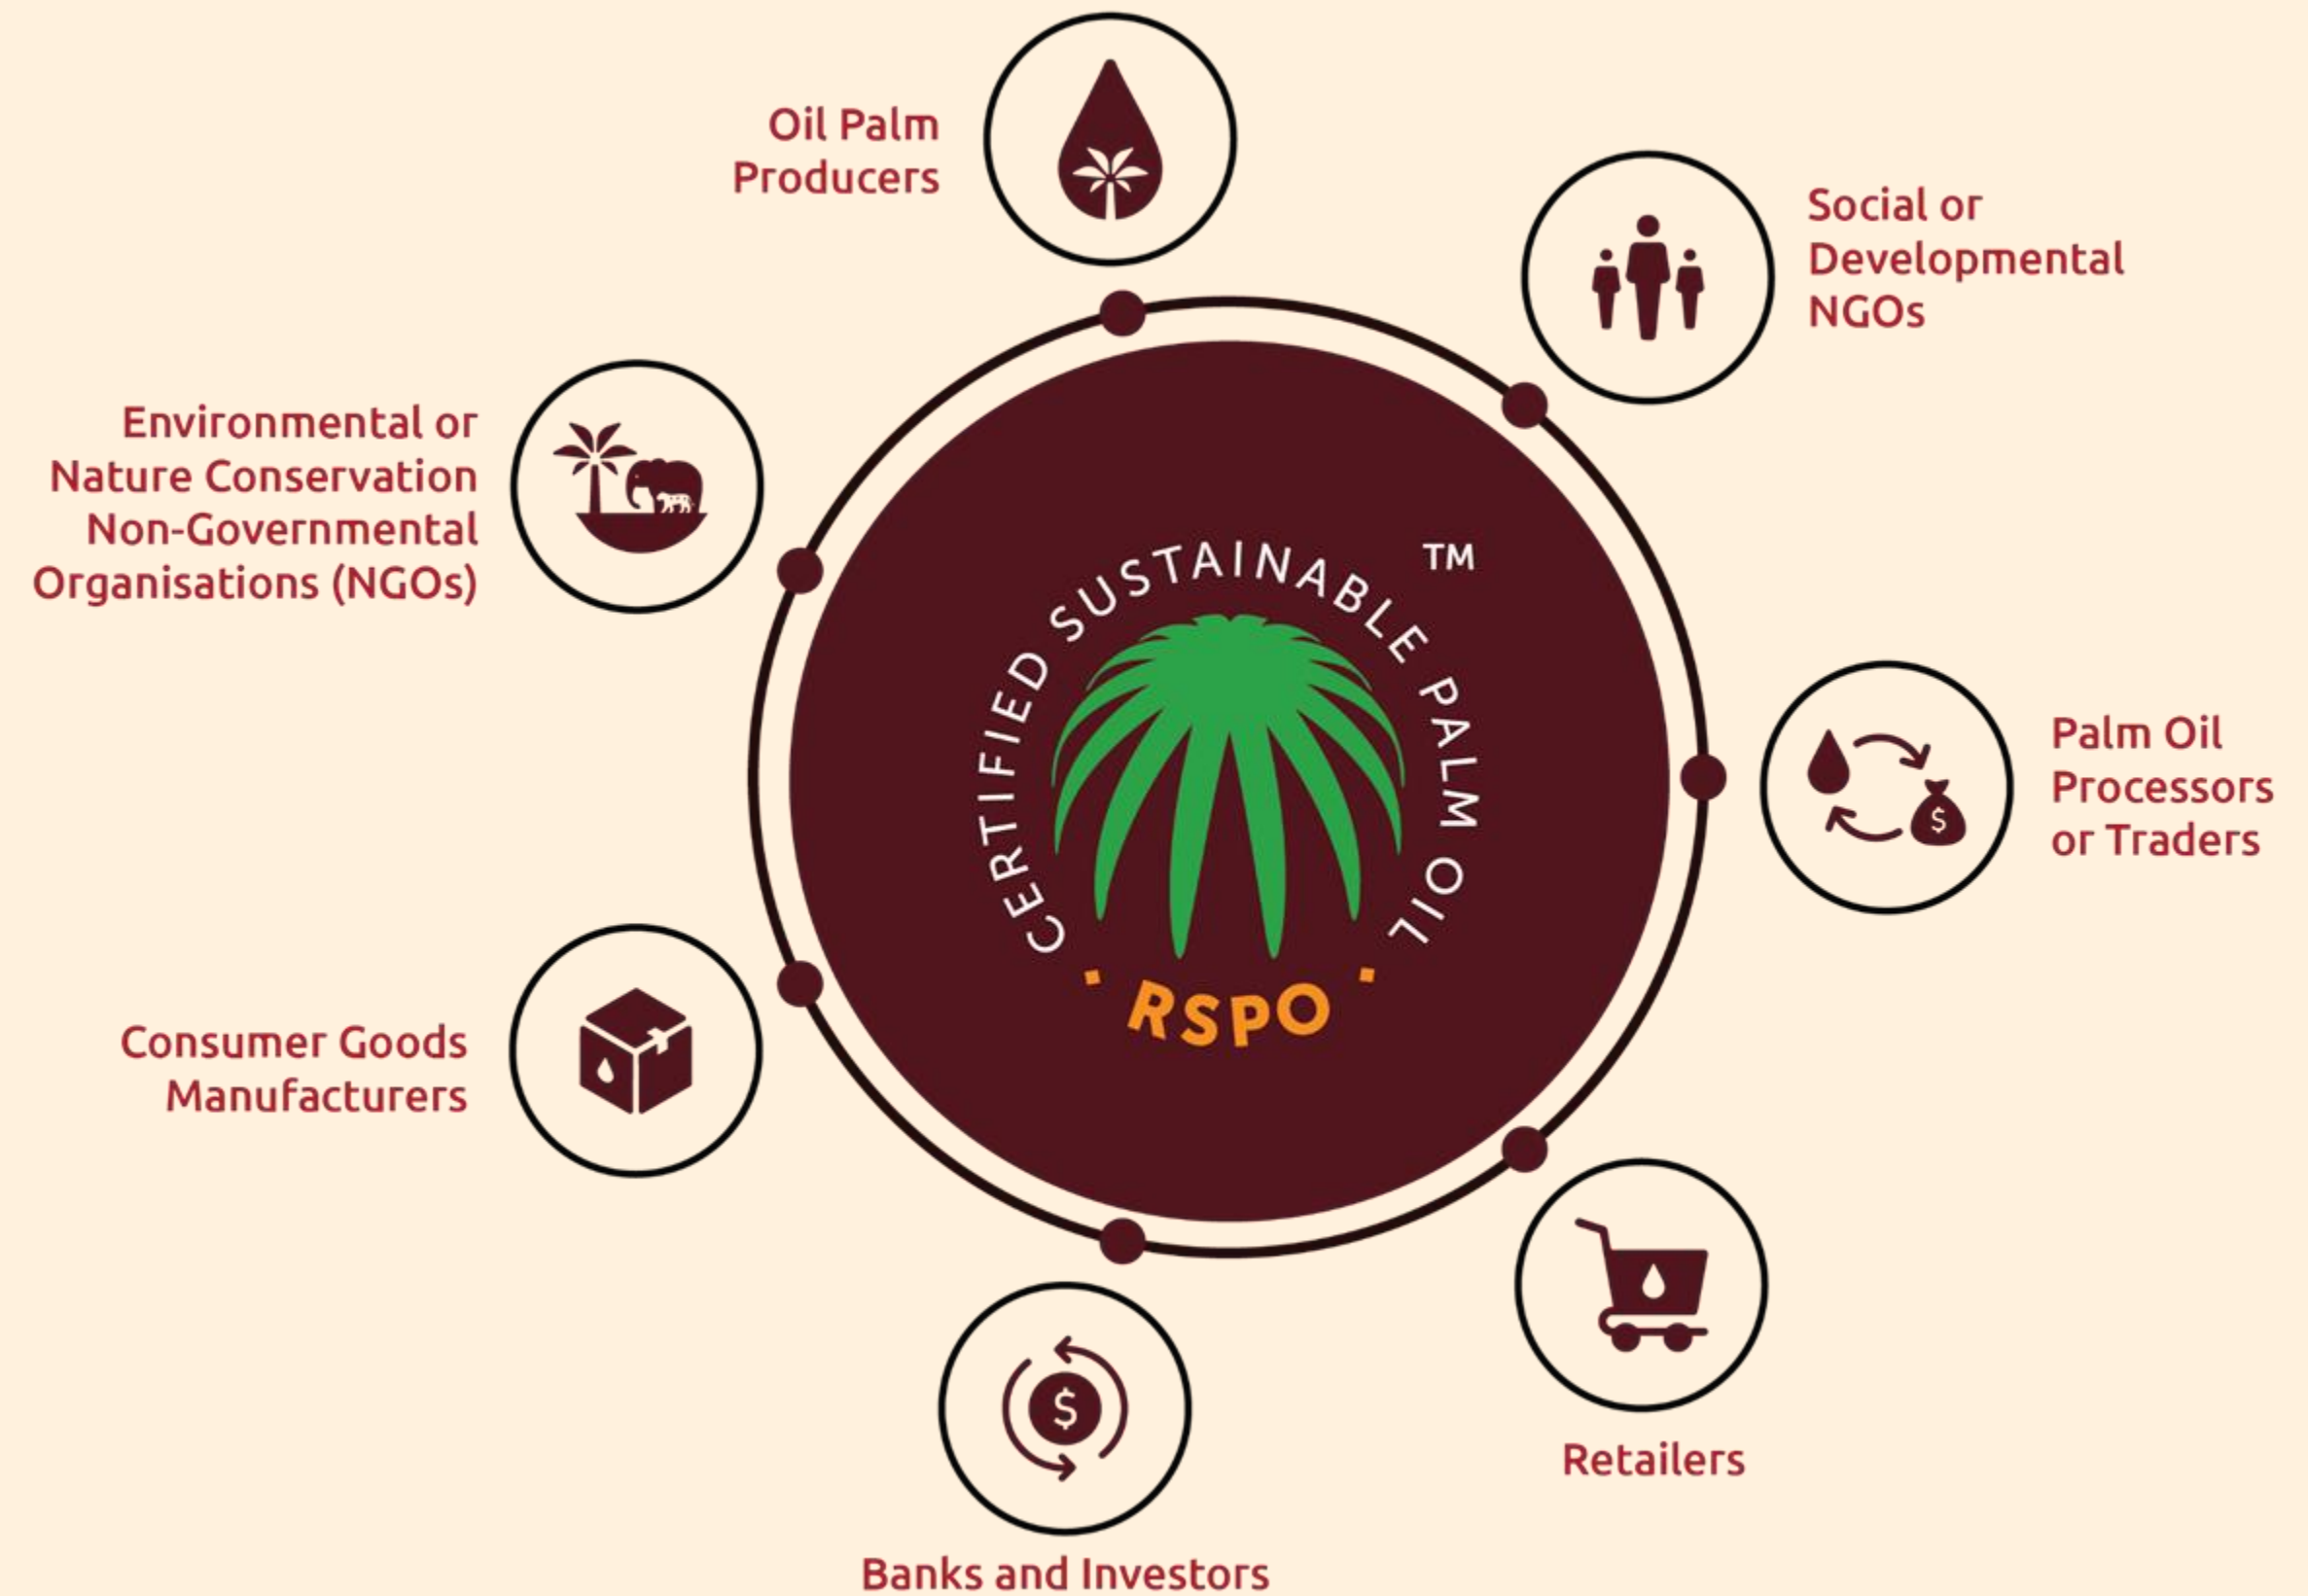 Oil Palm
Producers
Social or
Developmental
NGOs
Environmental or
Nature Conservation
Non-Governmental
Organisations (NGOs)
CERTIFIED SUSTAINABLE PALM OIL
TM
RSPO
Palm Oil
Processors
or Traders
$
Consumer Goods
Manufacturers
$
Retailers
Banks and Investors